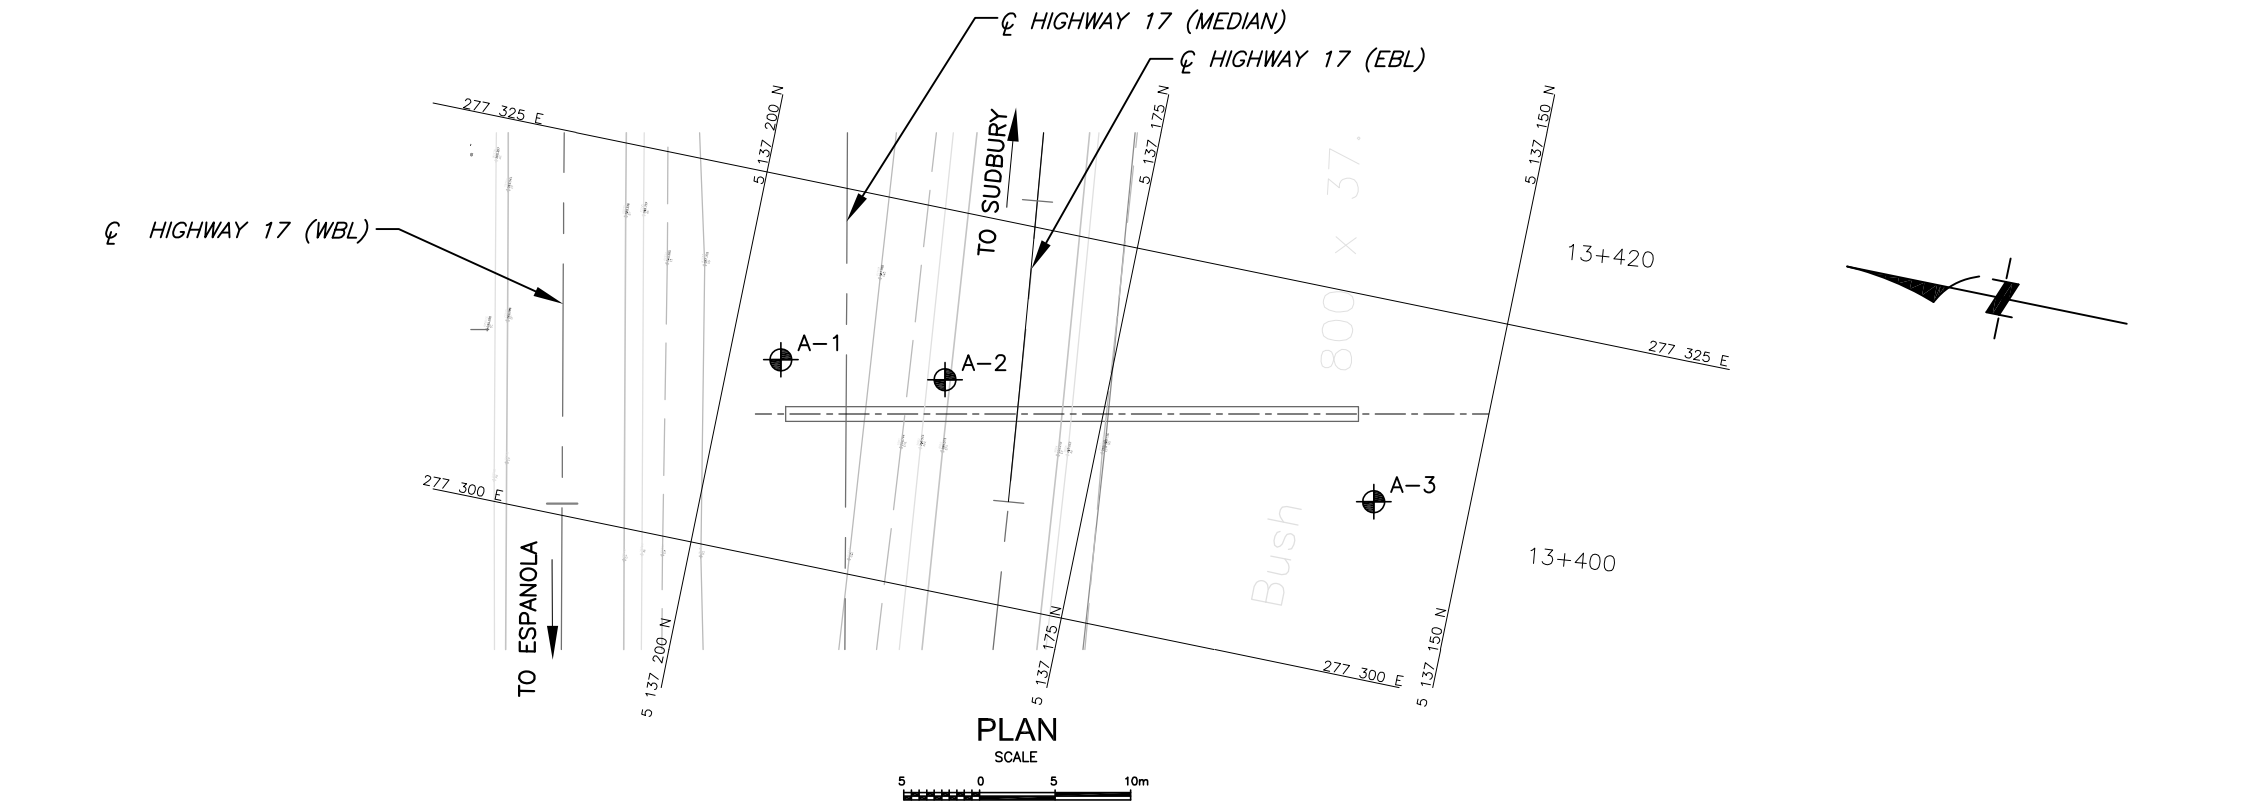 ℄ HIGHWAY 17 (MEDIAN)
℄ HIGHWAY 17 (EBL)
℄ HIGHWAY 17 (WBL)
277 325 E
5 137 200 N
5 137 175 N
5 137 150 N
TO SUDBURY
800 x 37.
13+420
A-1
A-2
277 325 E
277 300 E
A-3
Bush
13+400
TO ESPANOLA
5 137 200 N
5 137 175 N
5 137 150 N
277 300 E
PLAN
SCALE
5 0 5 10m